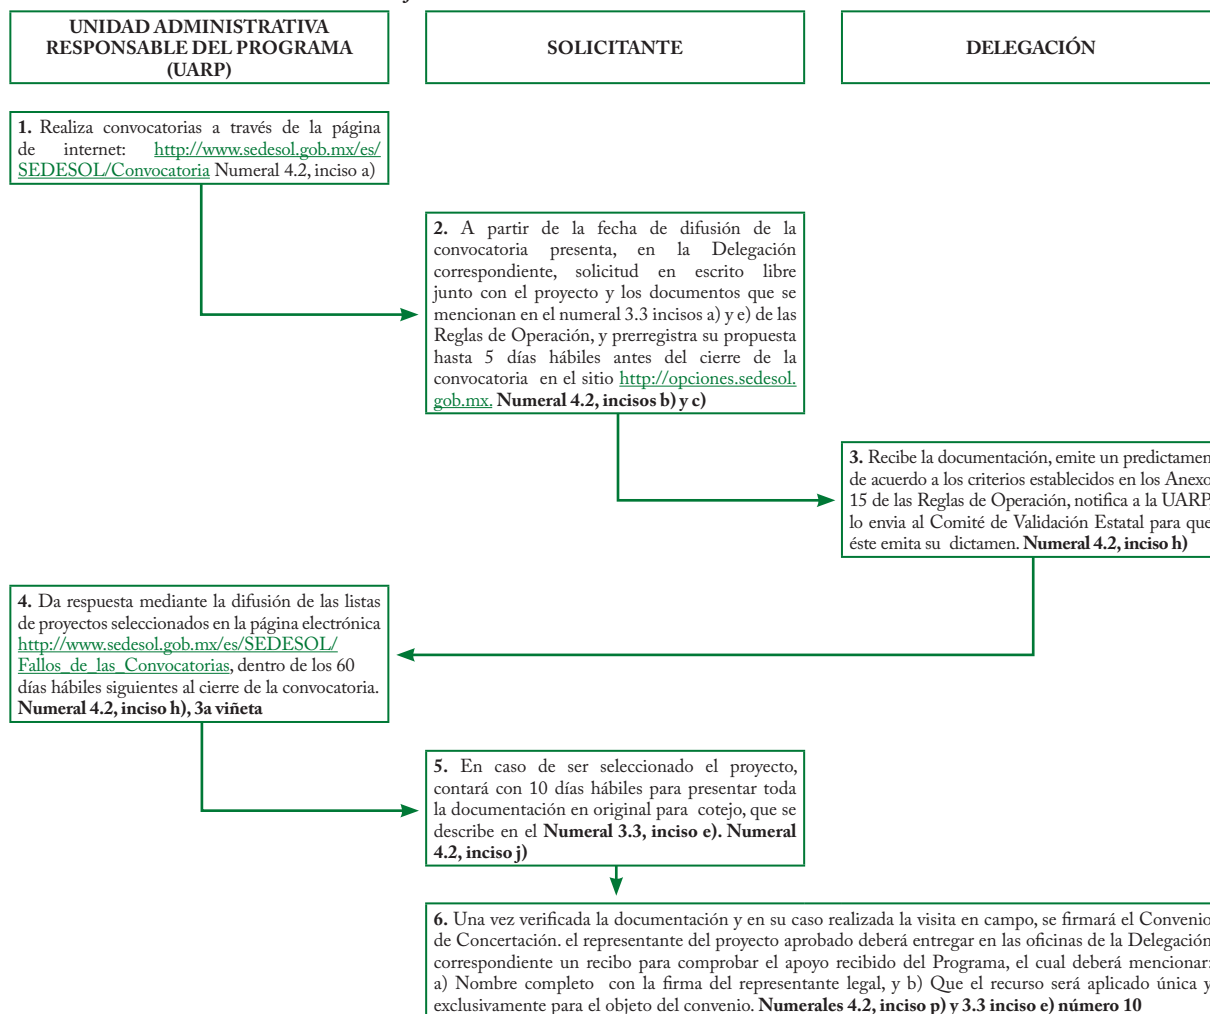 UNIDAD ADMINISTRATIVA
RESPONSABLE DEL PROGRAMA
(UARP)
SOLICITANTE
DELEGACIÓN
1. Realiza convocatorias a través de la página
de internet: http://www.sedesol.gob.mx/es/
SEDESOL/Convocatoria Numeral 4.2, inciso a)
2. A partir de la fecha de difusión de la
convocatoria presenta, en la Delegación
correspondiente, solicitud en escrito libre
junto con el proyecto y los documentos que se
mencionan en el numeral 3.3 incisos a) y e) de las
Reglas de Operación, y prerregistra su propuesta
hasta 5 días hábiles antes del cierre de la
convocatoria en el sitio http://opciones.sedesol.
gob.mx. Numeral 4.2, incisos b) y c)
3. Recibe la documentación, emite un predictamen
de acuerdo a los criterios establecidos en los Anexo
15 de las Reglas de Operación, notifica a la UARP,
lo envia al Comité de Validación Estatal para que
éste emita su dictamen. Numeral 4.2, inciso h)
4. Da respuesta mediante la difusión de las listas
de proyectos seleccionados en la página electrónica
http://www.sedesol.gob.mx/es/SEDESOL/
Fallos_de_las_Convocatorias, dentro de los 60
días hábiles siguientes al cierre de la convocatoria.
Numeral 4.2, inciso h), 3a viñeta
5. En caso de ser seleccionado el proyecto,
contará con 10 días hábiles para presentar toda
la documentación en original para cotejo, que se
describe en el Numeral 3.3, inciso e). Numeral
4.2, inciso j)
6. Una vez verificada la documentación y en su caso realizada la visita en campo, se firmará el Convenio
de Concertación. el representante del proyecto aprobado deberá entregar en las oficinas de la Delegación
correspondiente un recibo para comprobar el apoyo recibido del Programa, el cual deberá mencionar:
a) Nombre completo con la firma del representante legal, y b) Que el recurso será aplicado única y
exclusivamente para el objeto del convenio. Numerales 4.2, inciso p) y 3.3 inciso e) número 10